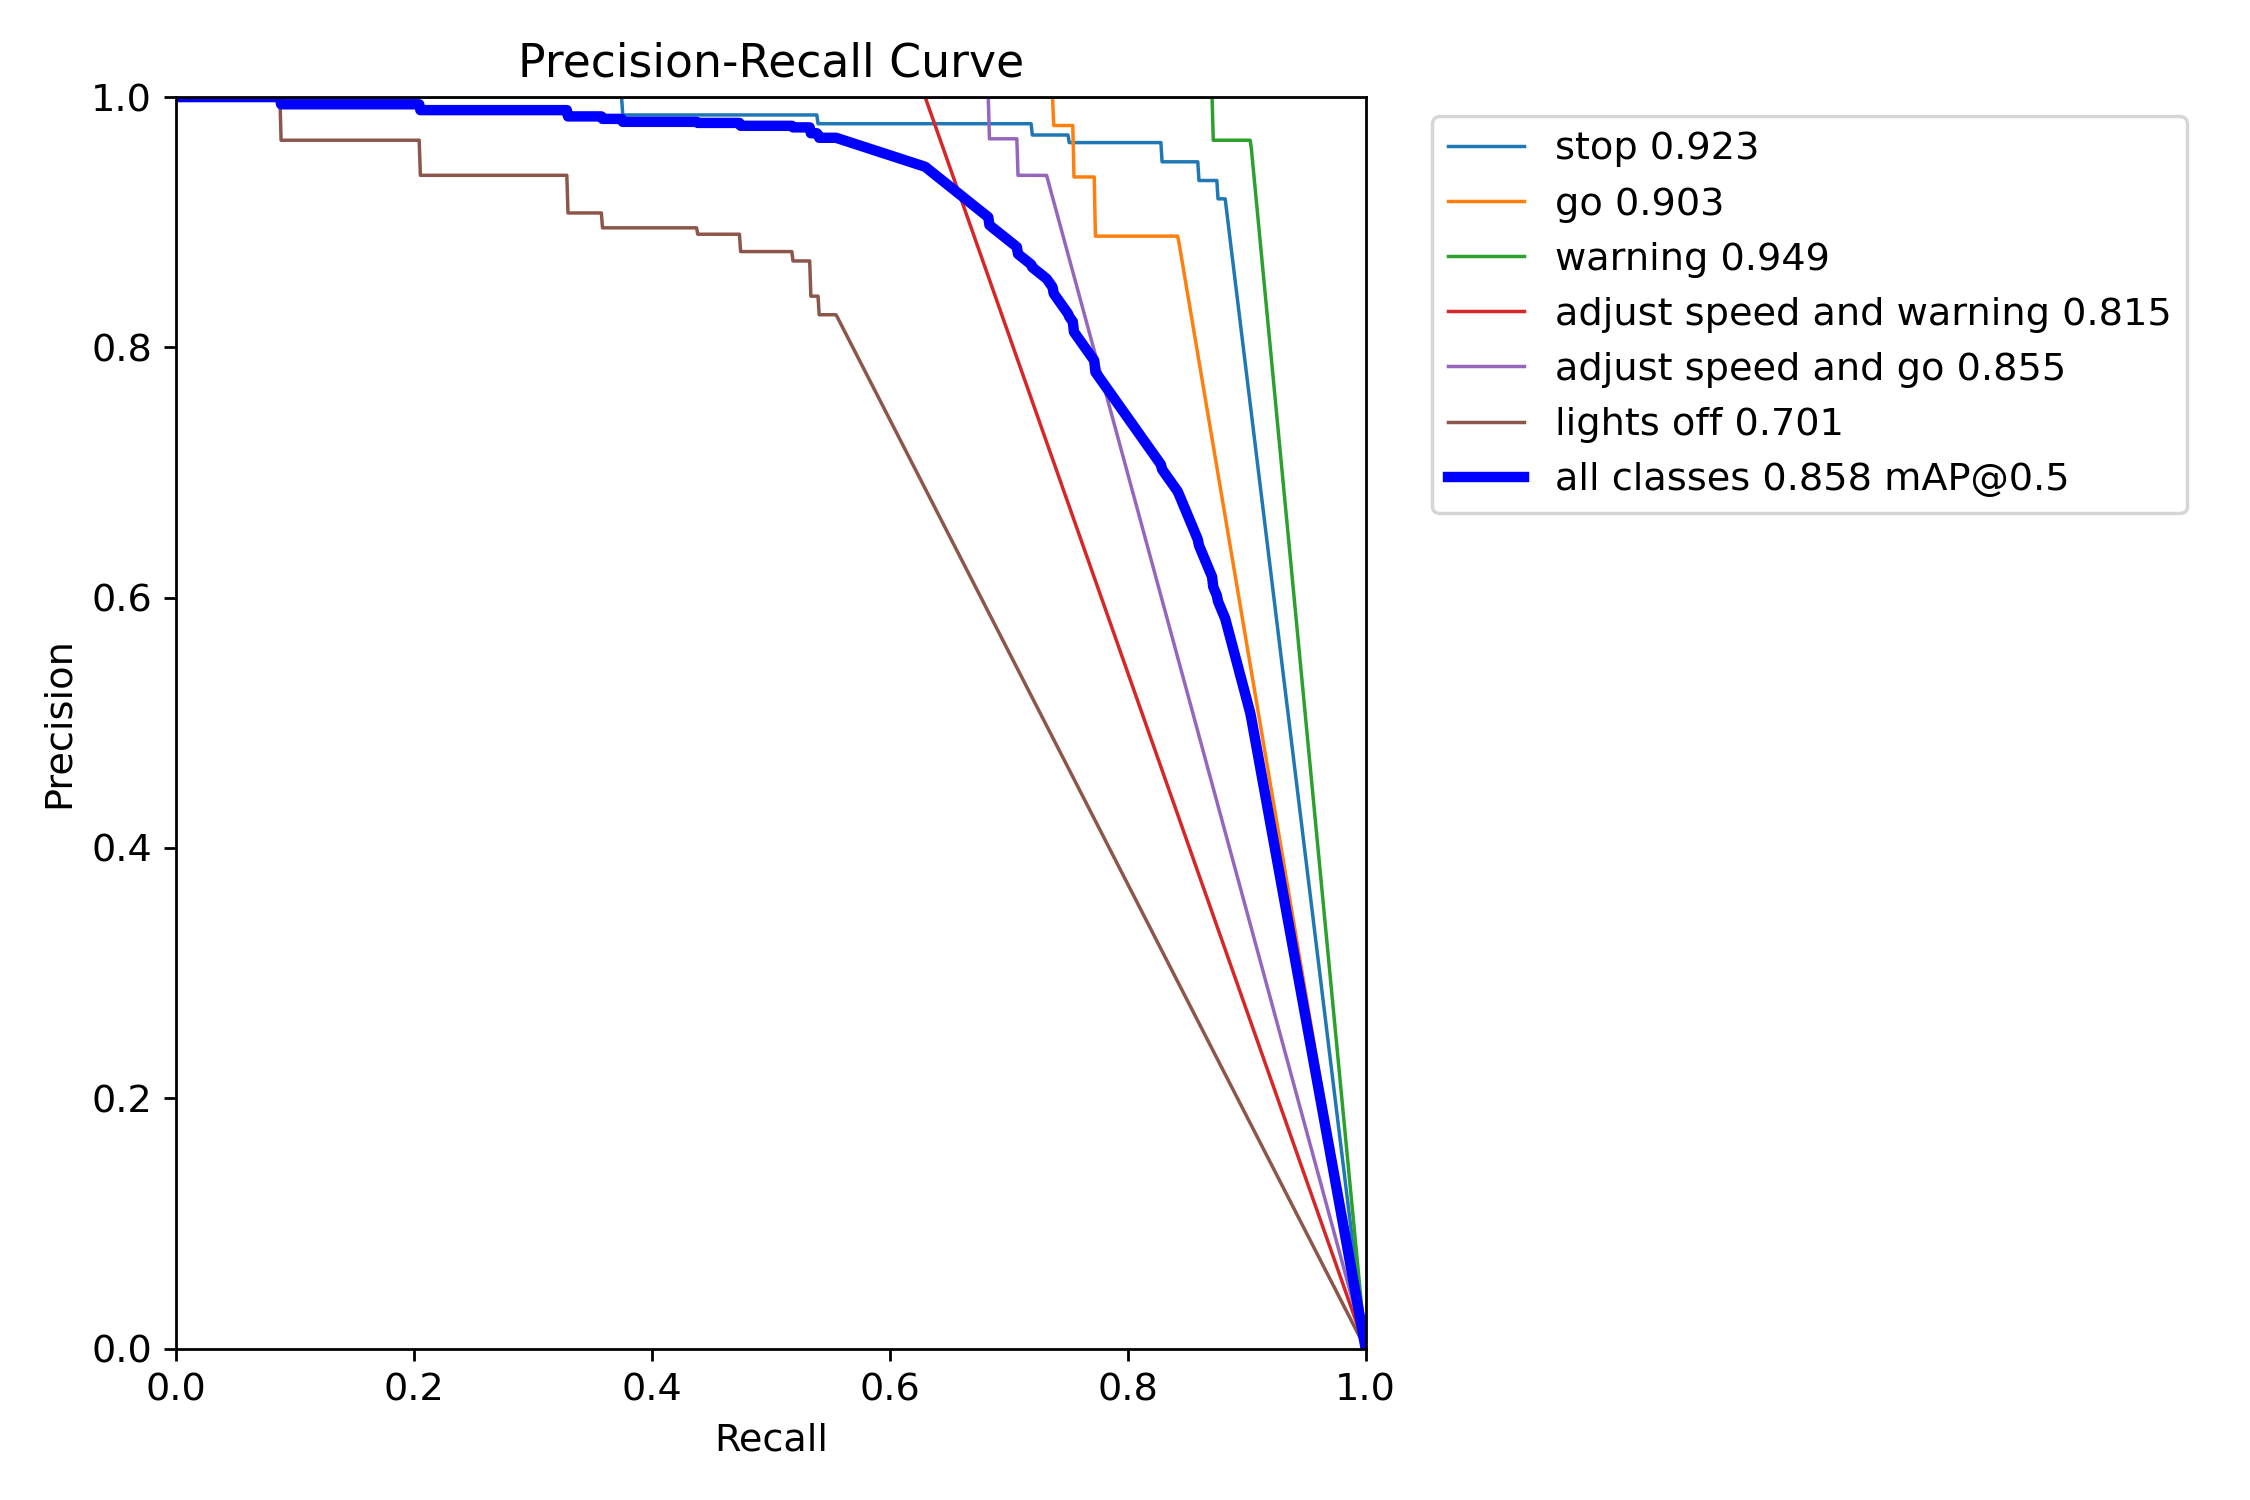 Precision-Recall Curve
1.0
0.8
0.6
0.4
0.2
0.0
Precision
0.0 0.2 0.4 0.6 0.8 1.0
Recall
stop 0.923
go 0.903
warning 0.949
adjust speed and warning 0.815
adjust speed and go 0.855
lights off 0.701
all classes 0.858 mAP@0.5